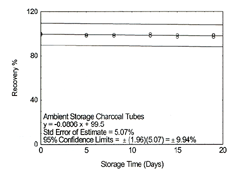 120
80
40
0
Recovery %
Ambient Storage Charcoal Tubes
y = -0.0806 x + 99.5
Std Error of Estimate = 5.07%
95% Confidence Limits = ± (1.96)(5.07) = ± 9.94%
0 5 10 15 20
Storage Time (Days)